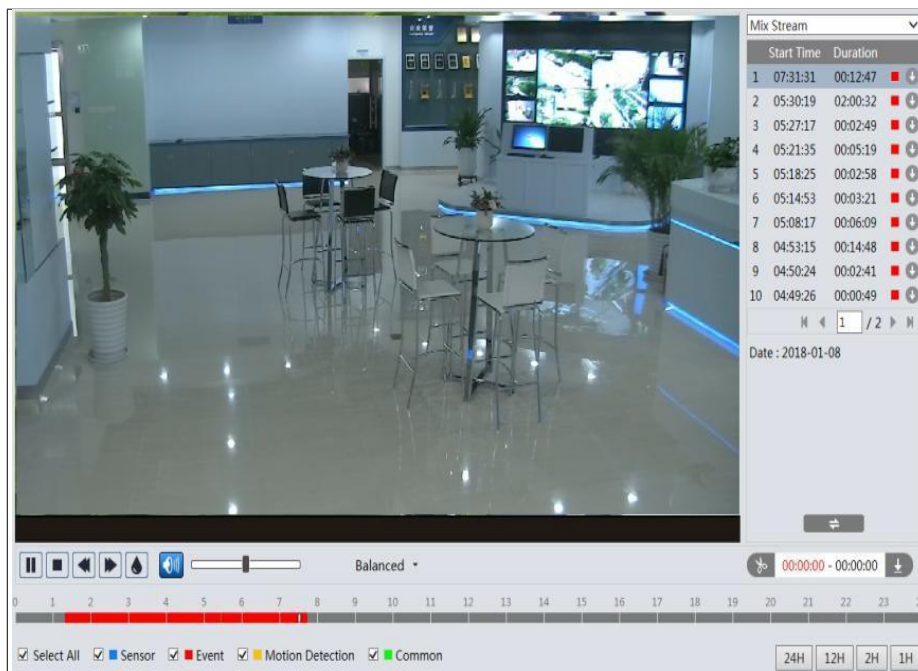 Mix Stream
Start Time Duration
1 07:31:31 00:12:47
2 05:30:19 02:00:32
3 05:27:17 00:02:49
4 05:21:35 00:05:19
5 05:18:25 00:02:58
6 05:14:53 00:03:21
7 05:08:17 00:06:09
8 04:53:15 00:14:48
9 04:50:24 00:02:41
10 04:49:26 00:00:49
1 / 2
Date : 2018-01-08
Balanced
00:00:00 - 00:00:00
0 1 2 3 4 5 6 7 8 9 10 11 12 13 14 15 16 17 18 19 20 21 22 23
Select All Sensor Event Motion Detection Common
24H 12H 2H 1H